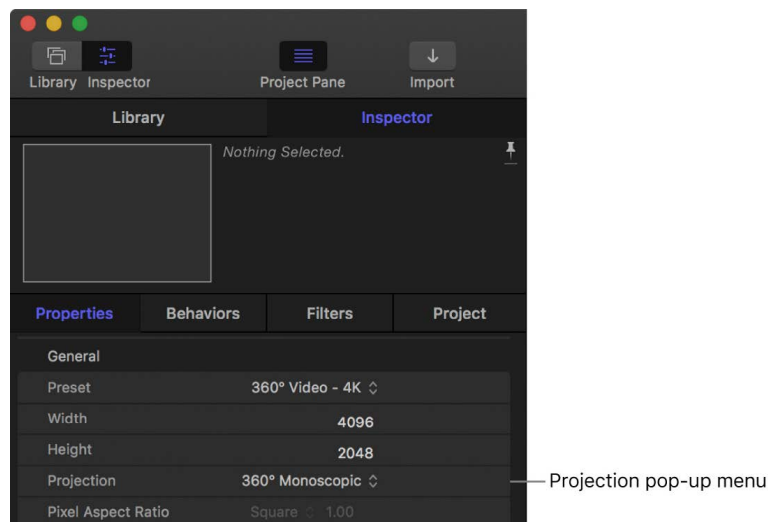 Library Inspector Project Pane Import
Library Inspector
Nothing Selected.
Properties Behaviors Filters Project
General
Preset 360° Video - 4K
Width 4096
Height 2048
Projection 360° Monoscopic
Projection pop-up menu
Pixel Aspect Ratio Square 1.00